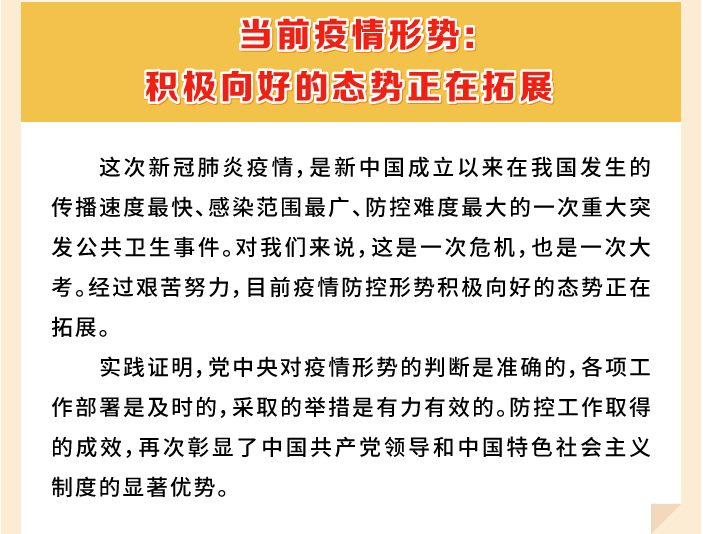 当前疫情形势:
积极向好的态势正在拓展
这次新冠肺炎疫情,是新中国成立以来在我国发生的
传播速度最快、感染范围最广、防控难度最大的一次重大突
发公共卫生事件。对我们来说,这是一次危机,也是一次大
考。经过艰苦努力,目前疫情防控形势积极向好的态势正在
拓展。
实践证明,党中央对疫情形势的判断是准确的,各项工
作部署是及时的,采取的举措是有力有效的。防控工作取得
的成效,再次彰显了中国共产党领导和中国特色社会主义
制度的显著优势。